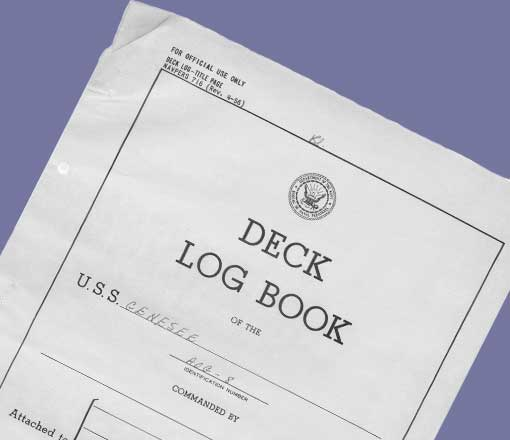 FOR OFFICIAL USE ONLY
DECK LOG-TITLE PAGE
NAVPERS 716 (Rev. 4-56)
DECK
LOG BOOK
OF THE
U.S.S. GENESEE
AOG-8
IDENTIFICATION NUMBER
COMMANDED BY
Attached to